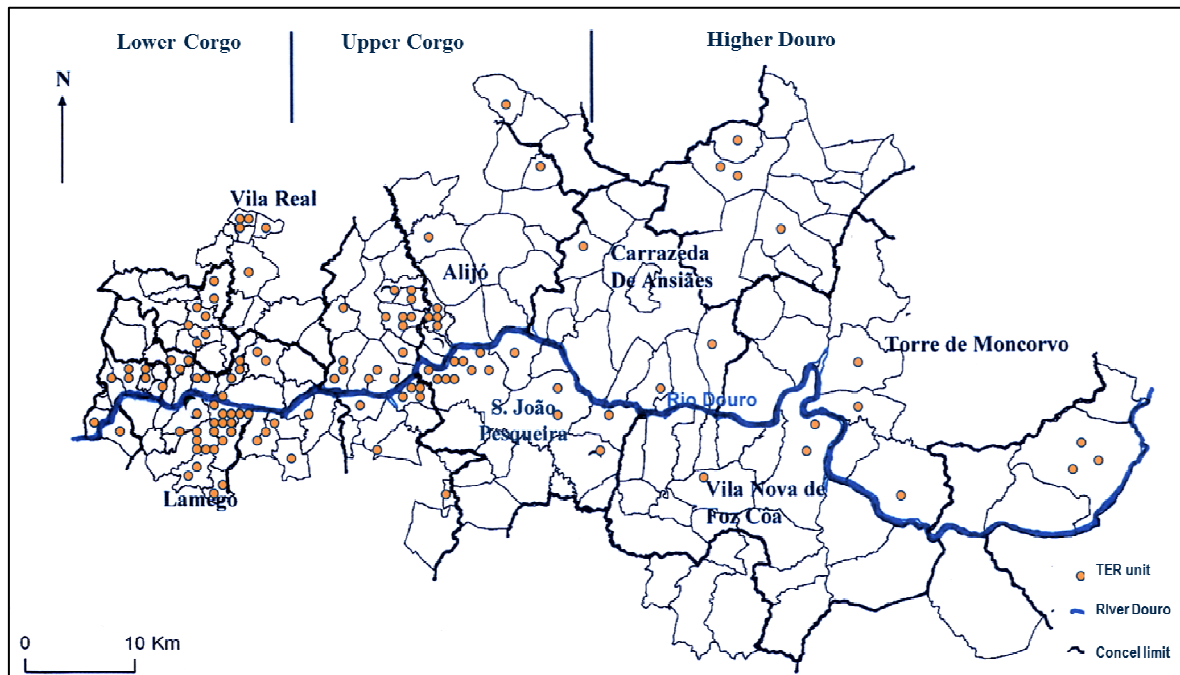 Lower Corgo
Upper Corgo
Higher Douro
N
Vila Real
Carrazeda
De Ansiães
Alijó
Torre de Moncorvo
Rio Douro
S. João
Pesqueira
Vila Nova de
Foz Côa
Lamego
TER unit
River Douro
Concel limit
0 10 Km